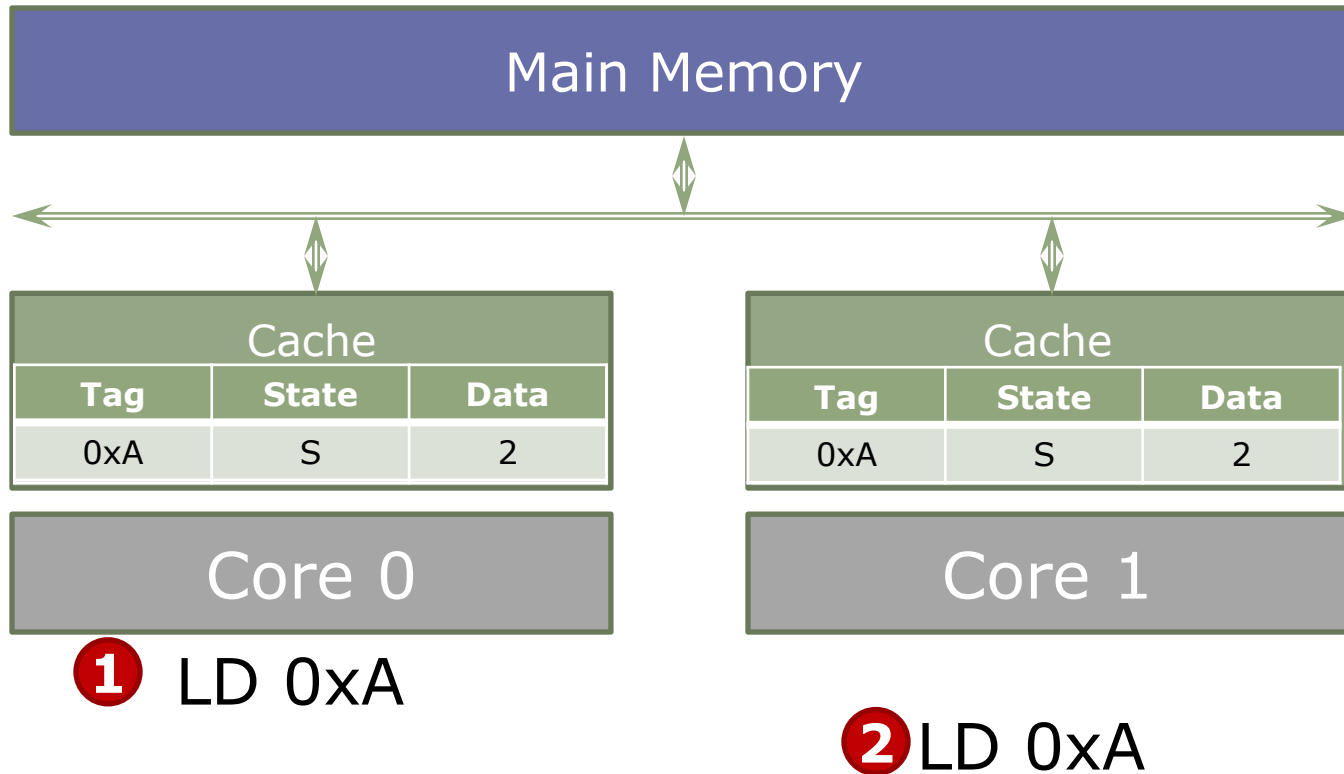 Main Memory
Cache
Tag State Data
0xA S 2
Core 0
Cache
Tag State Data
0xA S 2
Core 1
1 LD 0xA
2 LD 0xA